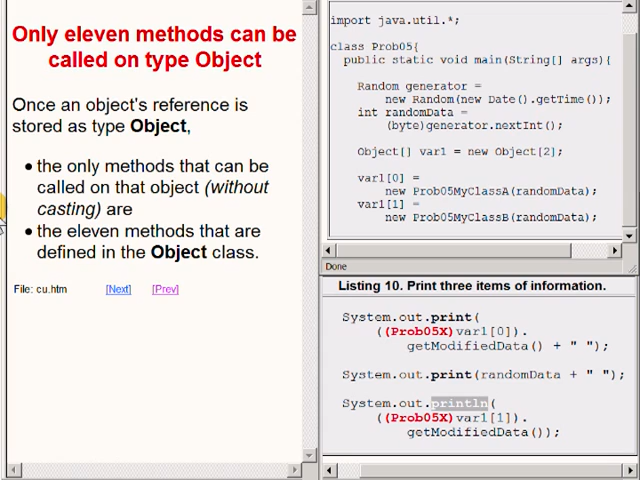 Only eleven methods can be
called on type Object
Once an object's reference is
stored as type Object,
• the only methods that can be
called on that object (without
casting) are
• the eleven methods that are
defined in the Object class.
File: cu.htm [Next] [Prev]
import java.util.*;
class Prob05{
public static void main(String[] args){
Random generator =
new Random(new Date().getTime());
int randomData =
(byte)generator.nextInt();
Object[] var1 = new Object[2];
var1[0] =
new Prob05MyClassA(randomData);
var1[1] =
new Prob05MyClassB(randomData);
Done
Listing 10. Print three items of information.
System.out.print(
((Prob05X)var1[0]).
getModifiedData() + " ");
System.out.print(randomData + " ");
System.out.println(
((Prob05X)var1[1]).
getModifiedData());